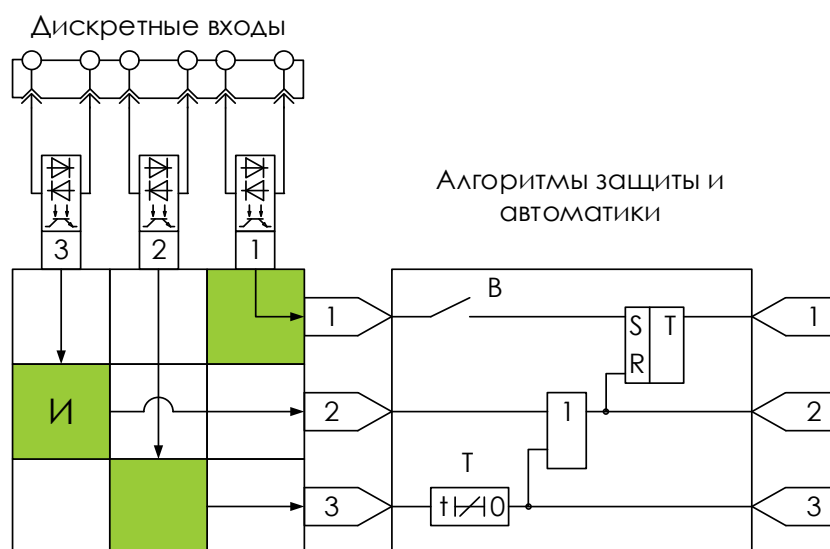 Дискретные входы
Алгоритмы защиты и
автоматики
3
2
1
1
В
S
T
R
1
И
2
1
2
T
3
t
0
3